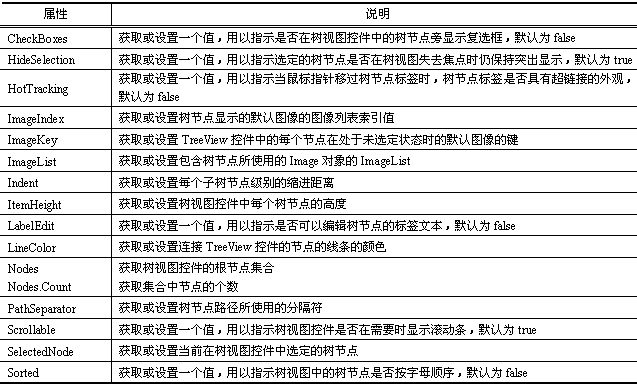 属性 说明
CheckBoxes 获取或设置一个值，用以指示是否在树视图控件中的树节点旁显示复选框，默认为 false
HideSelection 获取或设置一个值，用以指示选定的树节点是否在树视图失去焦点时仍保持突出显示，默认为 true
HotTracking 获取或设置一个值，用以指示当鼠标指针移过树节点标签时，树节点标签是否具有超链接的外观，
默认为 false
ImageIndex 获取或设置树节点显示的默认图像的图像列表索引值
ImageKey 获取或设置 TreeView 控件中的每个节点在处于未选定状态时的默认图像的键
ImageList 获取或设置包含树节点所使用的 Image 对象的 ImageList
Indent 获取或设置每个子树节点级别的缩进距离
ItemHeight 获取或设置树视图控件中每个树节点的高度
LabelEdit 获取或设置一个值，用以指示是否可以编辑树节点的标签文本，默认为 false
LineColor 获取或设置连接 TreeView 控件的节点的线条的颜色
Nodes 获取树视图控件的根节点集合
Nodes.Count 获取集合中节点的个数
PathSeparator 获取或设置树节点路径所使用的分隔符
Scrollable 获取或设置一个值，用以指示树视图控件是否在需要时显示滚动条，默认为 true
SelectedNode 获取或设置当前在树视图控件中选定的树节点
Sorted 获取或设置一个值，用以指示树视图中的树节点是否按字母顺序，默认为 false